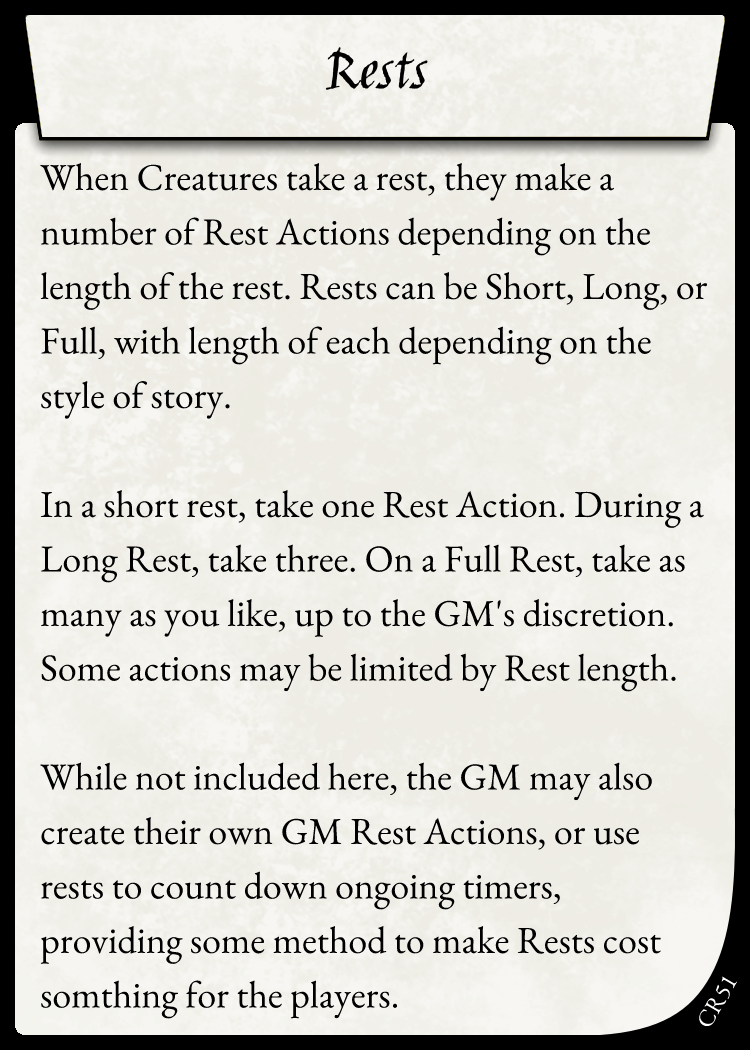 Rests
When Creatures take a rest, they make a
number of Rest Actions depending on the
length of the rest. Rests can be Short, Long, or
Full, with length of each depending on the
style of story.
In a short rest, take one Rest Action. During a
Long Rest, take three. On a Full Rest, take as
many as you like, up to the GM's discretion.
Some actions may be limited by Rest length.
While not included here, the GM may also
create their own GM Rest Actions, or use
rests to count down ongoing timers,
providing some method to make Rests cost
somthing for the players.
CR51